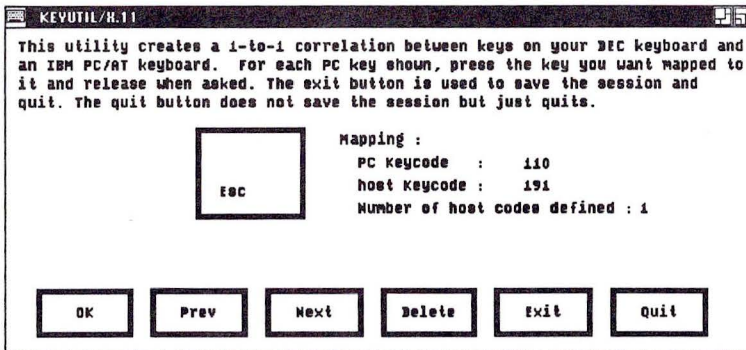 KEYUTIL/X.11
This utility creates a 1-to-1 correlation between keys on your DEC keyboard and
an IBM PC/AT keyboard. For each PC key shown, press the key you want mapped to
it and release when asked. The exit button is used to save the session and
quit. The quit button does not save the session but just quits.
Mapping :
PC Keycode : 110
ESC host Keycode : 191
Number of host codes defined : 1
OK Prev Next Delete Exit Quit